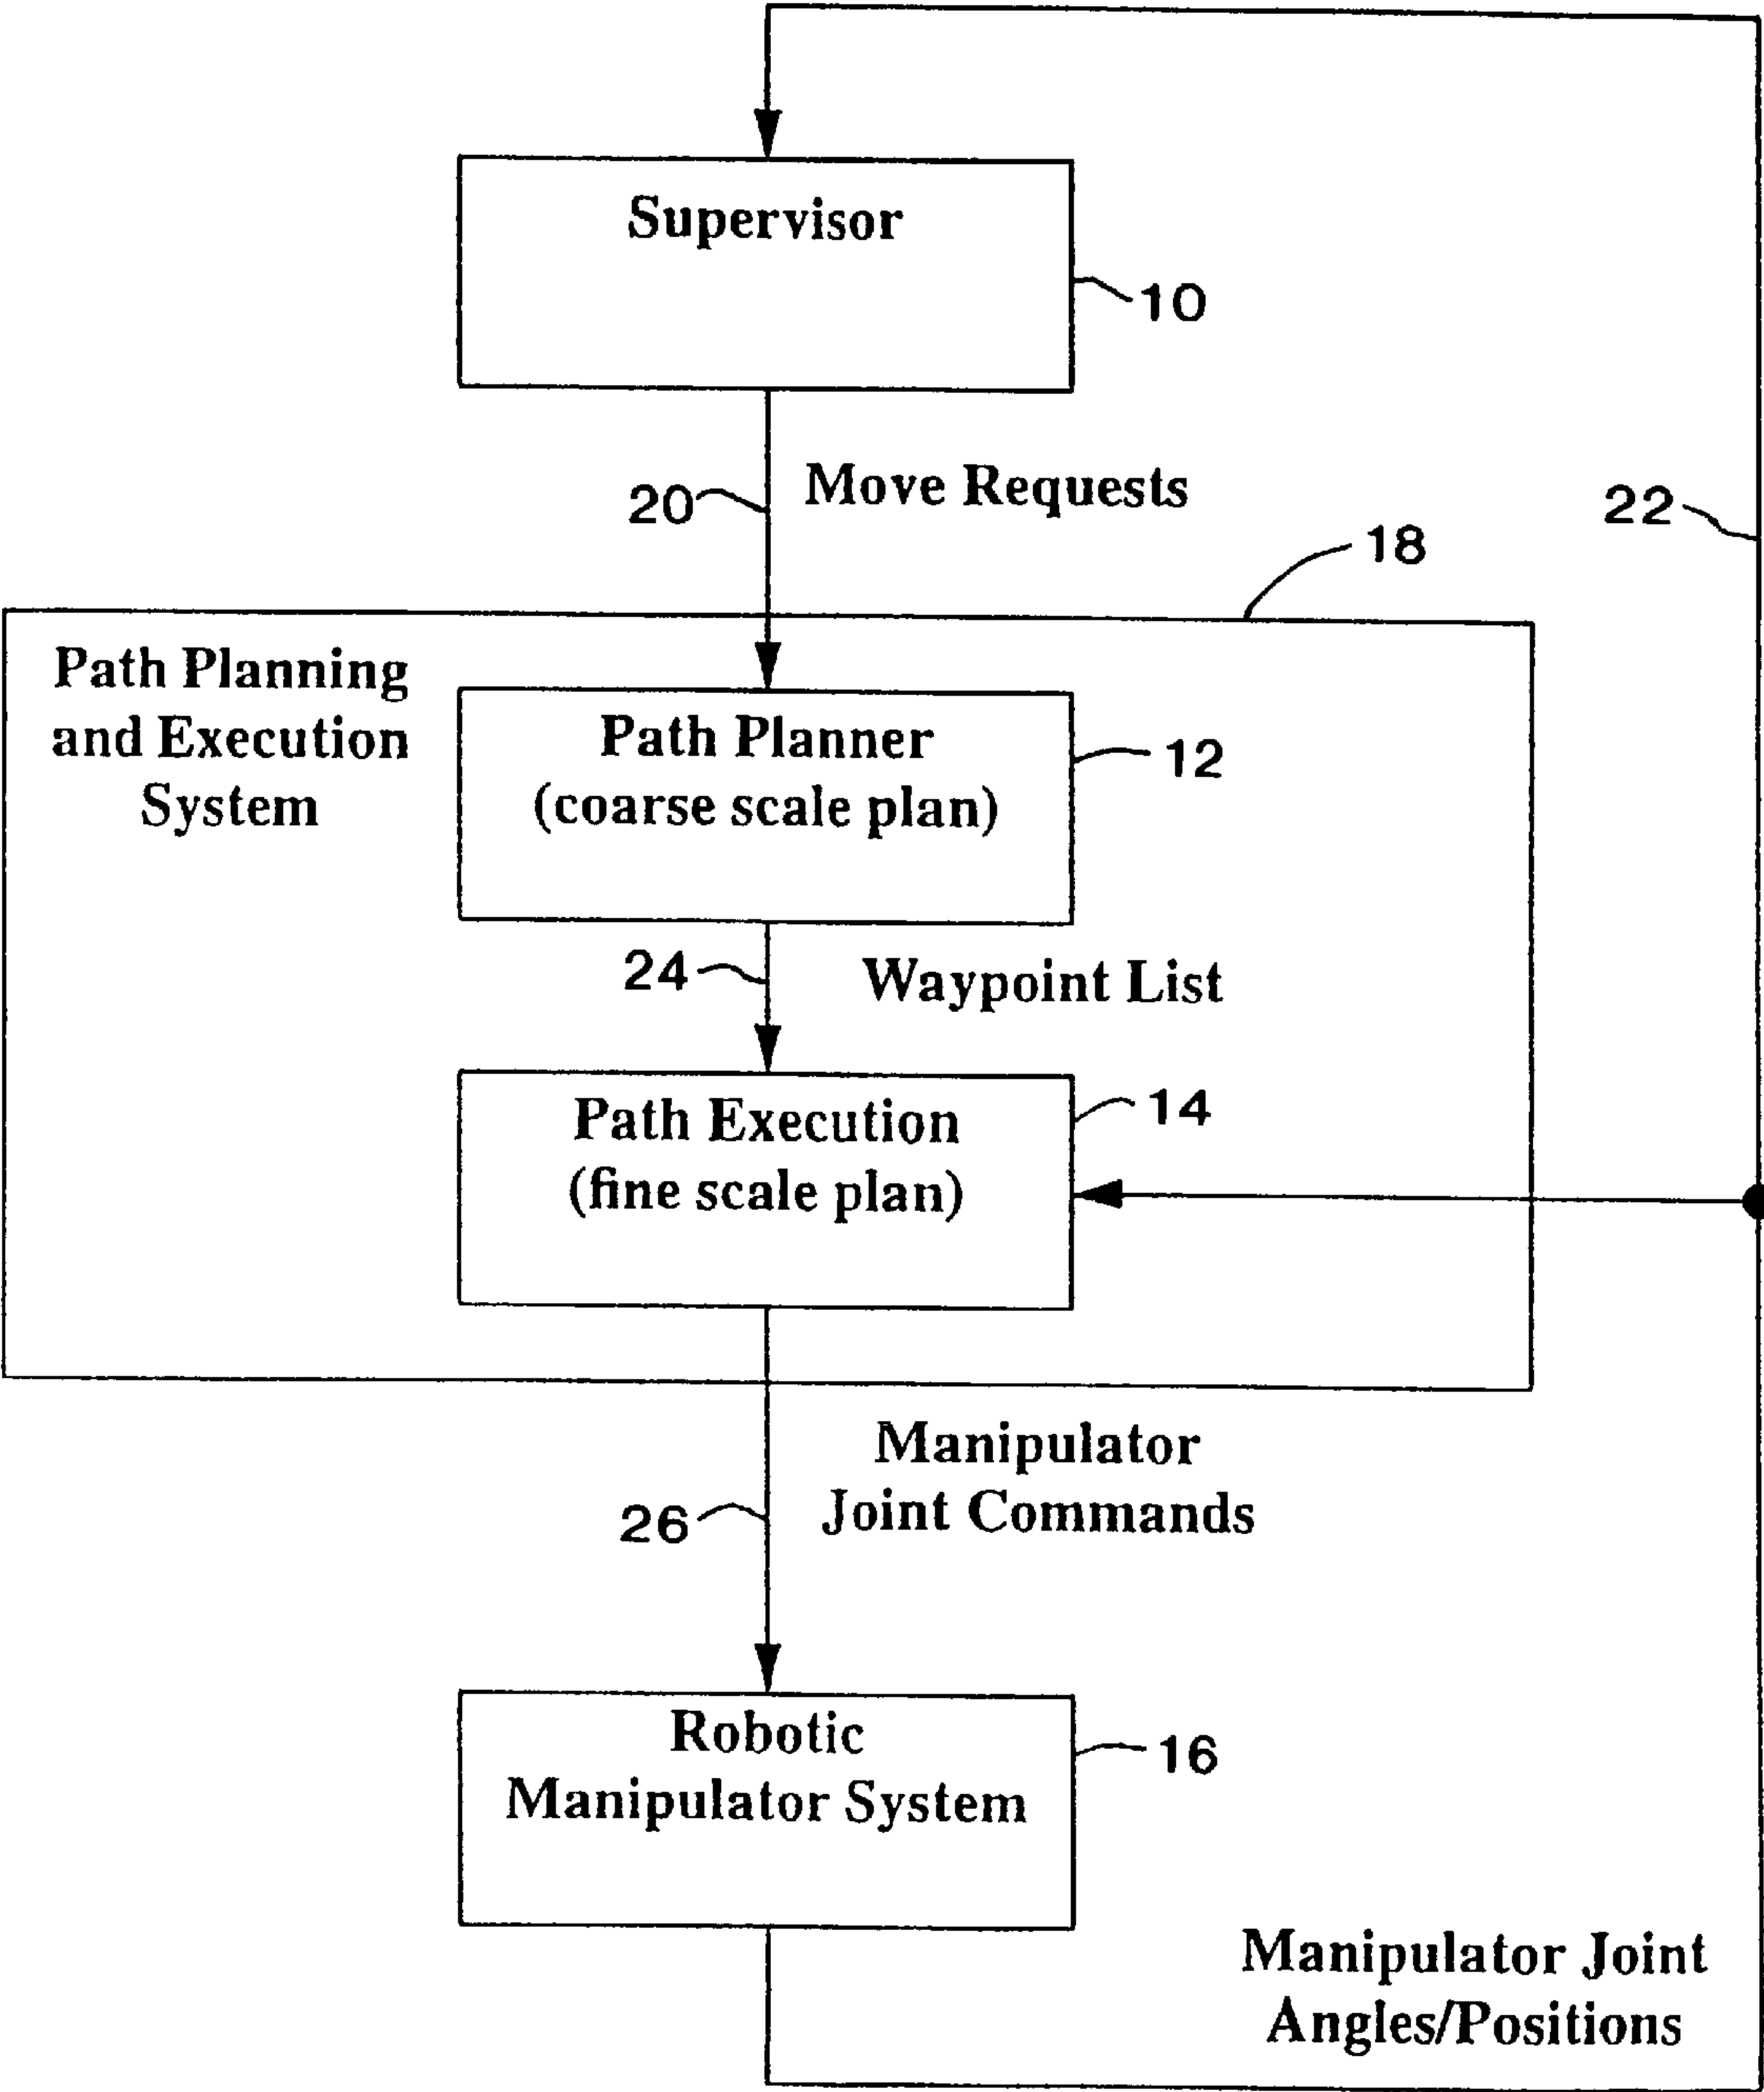 Supervisor
10
20
Move Requests
22
18
Path Planning
and Execution
System
Path Planner
(coarse scale plan)
12
24
Waypoint List
Path Execution
(fine scale plan)
14
Manipulator
Joint Commands
26
Robotic
Manipulator System
16
Manipulator Joint
Angles/Positions